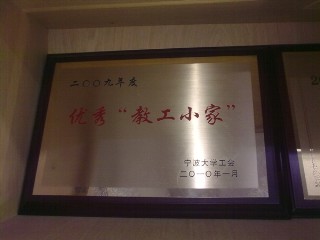 二〇〇九年度
优秀“教工小家”
宁波大学工会
二〇一〇年一月
2